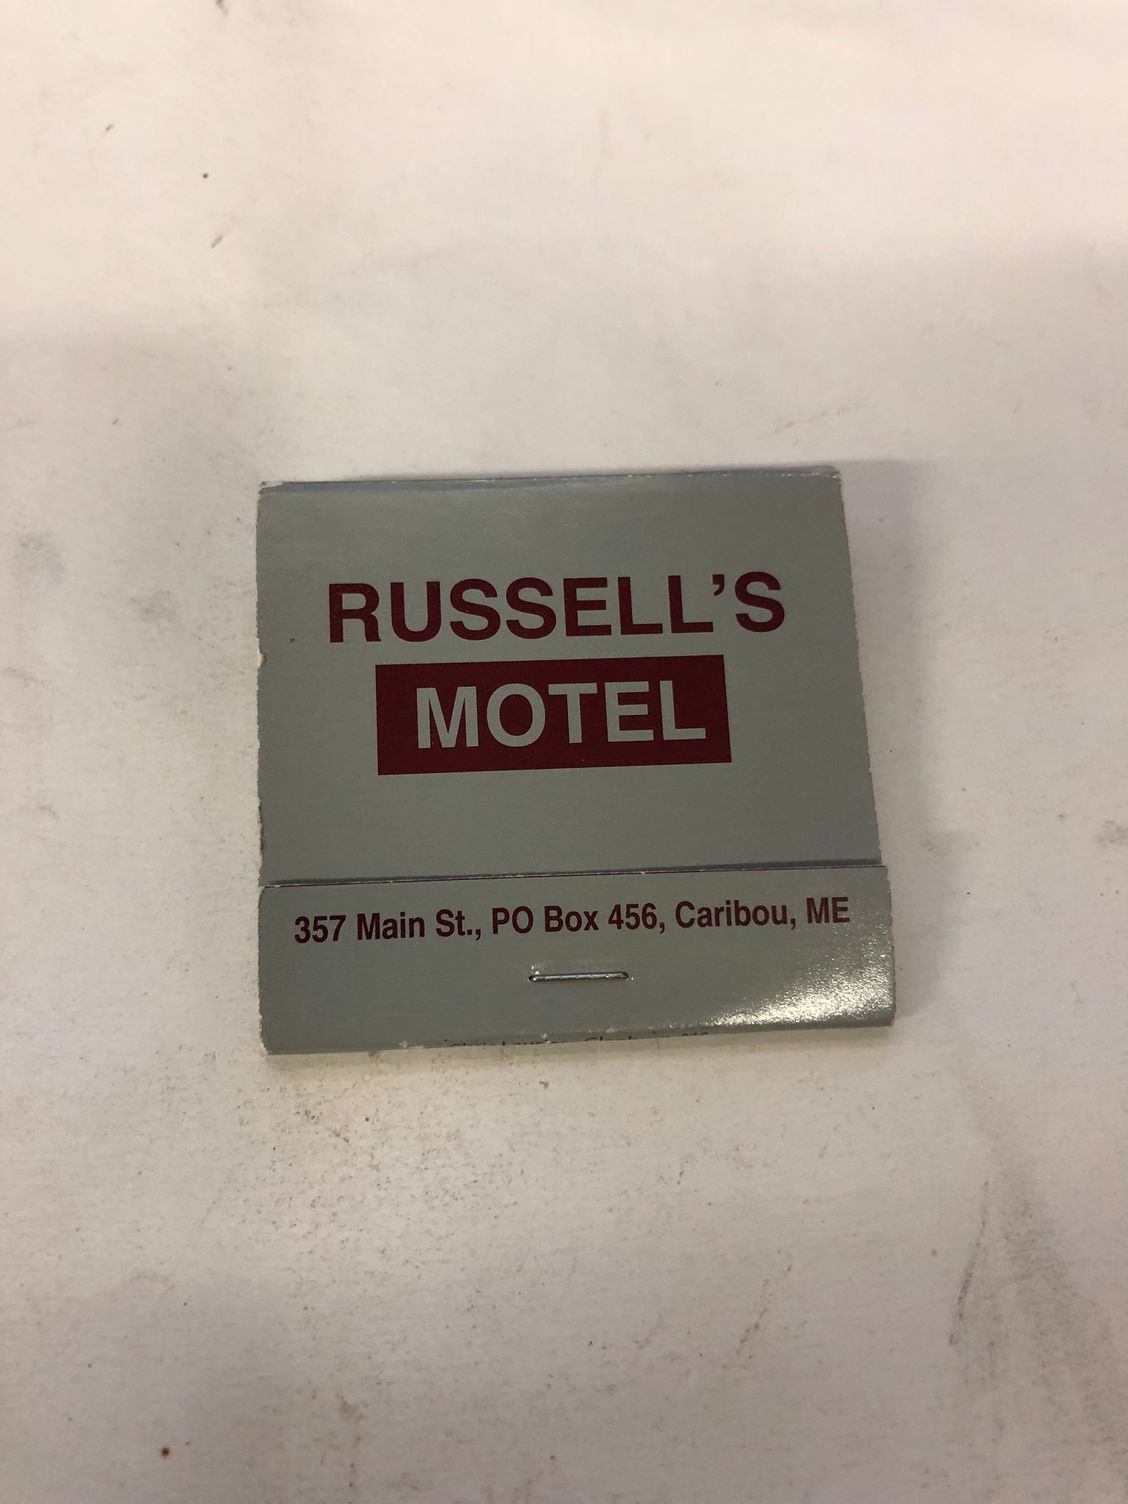 RUSSELL'S
MOTEL
357 Main St., PO Box 456, Caribou, ME